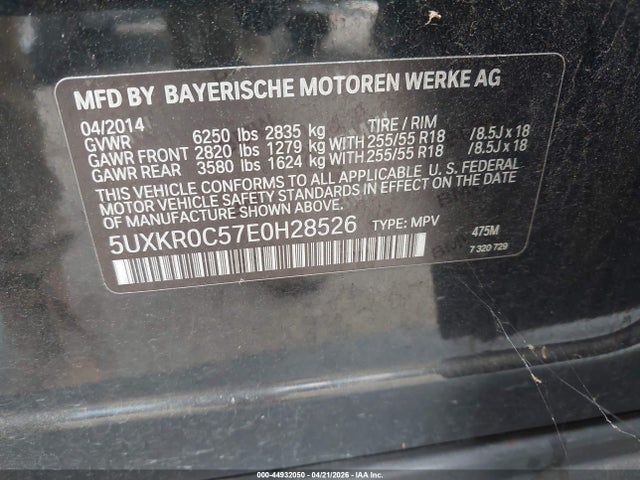 MFD BY BAYERISCHE MOTOREN WERKE AG
04/2014 TIRE / RIM
GVWR 6250 lbs 2835 kg
GAWR FRONT 2820 lbs 1279 kg WITH 255/55 R18 /8.5J x 18
GAWR REAR 3580 lbs 1624 kg WITH 255/55 R18 /8.5J x 18
THIS VEHICLE CONFORMS TO ALL APPLICABLE U.S. FEDERAL
MOTOR VEHICLE SAFETY STANDARDS IN EFFECT ON THE DATE
OF MANUFACTURE SHOWN ABOVE.
5UXKR0C57E0H28526 TYPE: MPV 475M
7 320 729
000-44932050 - 04/21/2026 - IAA Inc.